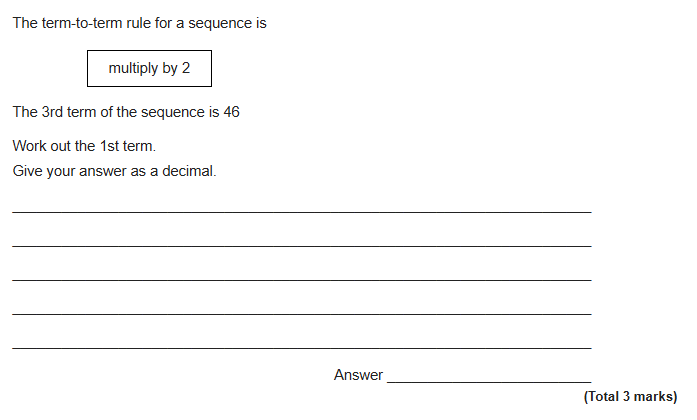 The term-to-term rule for a sequence is
multiply by 2
The 3rd term of the sequence is 46
Work out the 1st term.
Give your answer as a decimal.
Answer
(Total 3 marks)